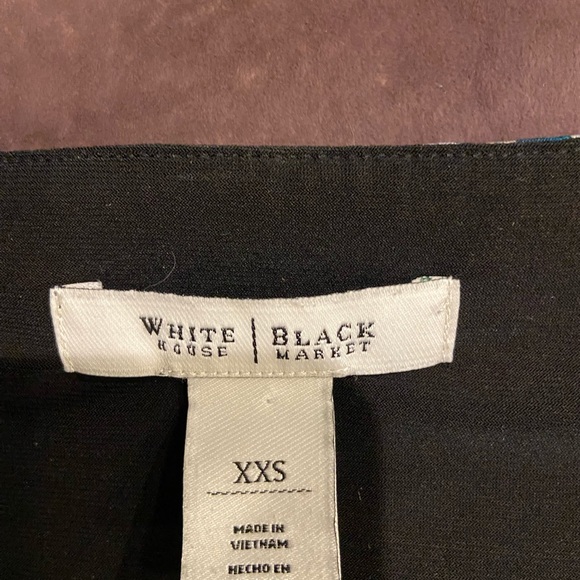 WHITE | BLACK
HOUSE | MARKET
XXS
MADE IN
VIETNAM
HECHO EN